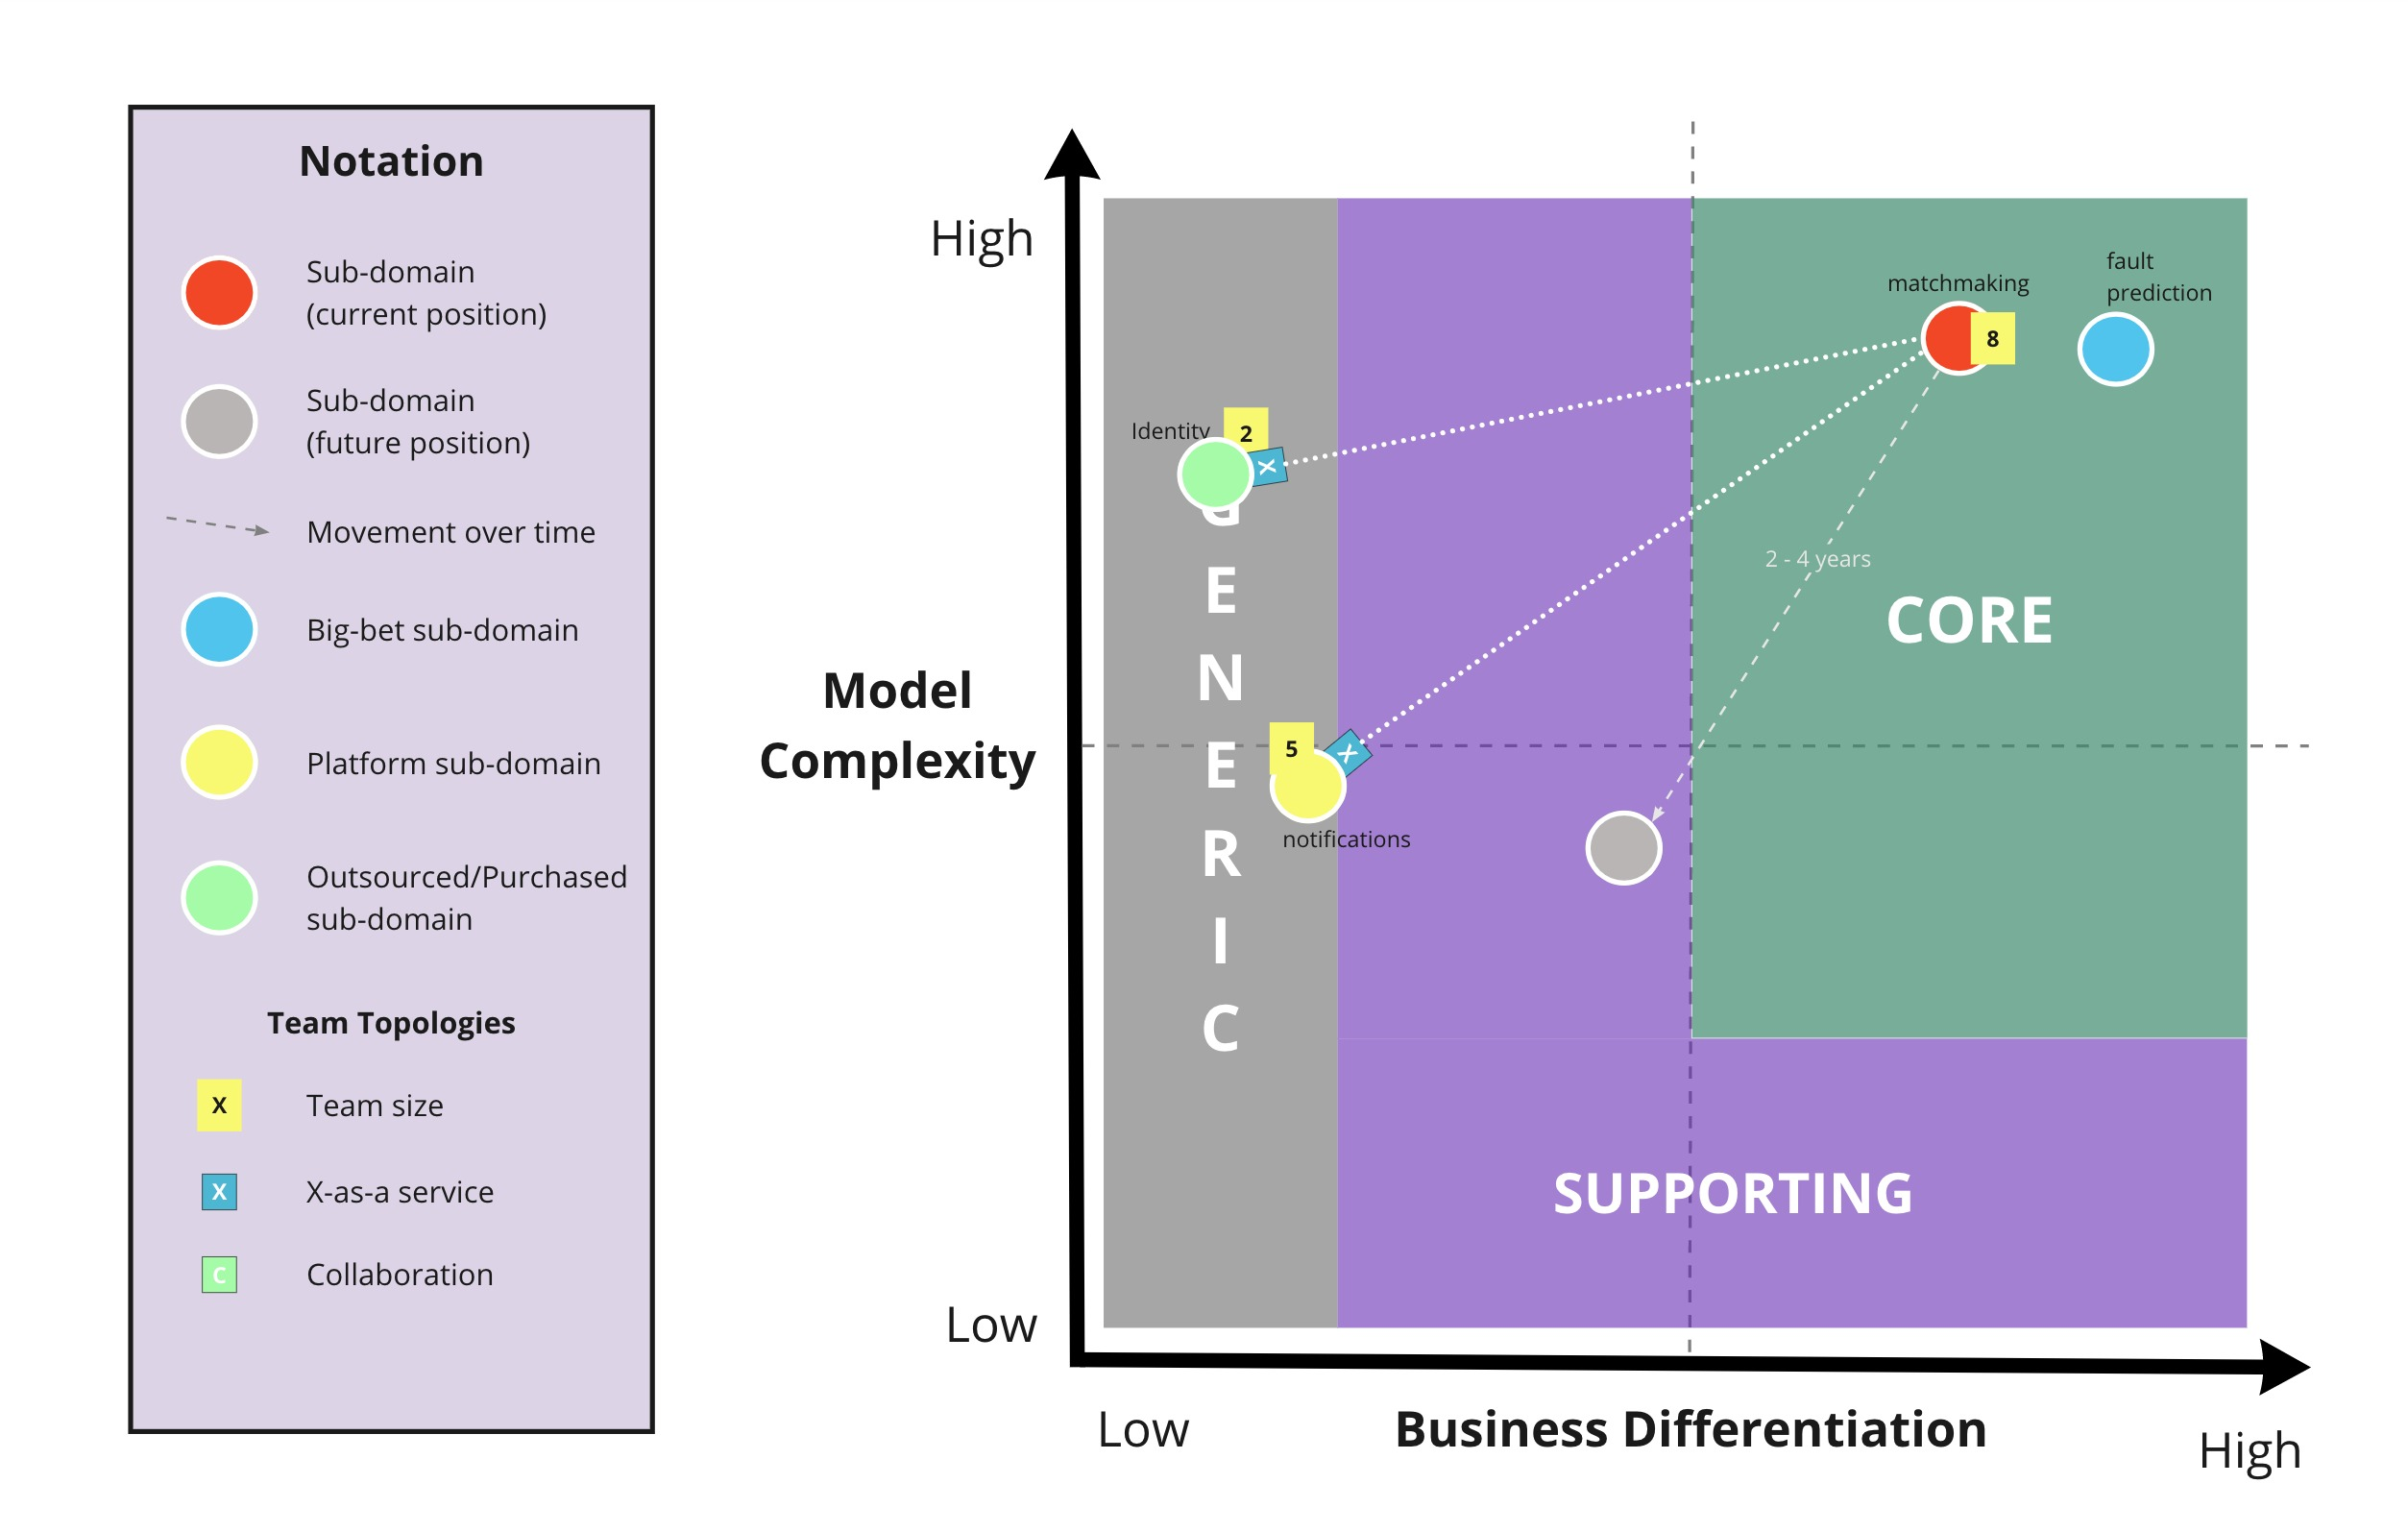 Notation
Sub-domain
(current position)
Sub-domain
(future position)
Movement over time
Big-bet sub-domain
Platform sub-domain
Outsourced/Purchased
sub-domain
Team Topologies
X
Team size
X
X-as-a service
C
Collaboration
High
Model
Complexity
Low
Low
Business Differentiation
High
GENERIC
CORE
SUPPORTING
matchmaking
8
fault
prediction
Identity
2
X
2 - 4 years
5
X
notifications